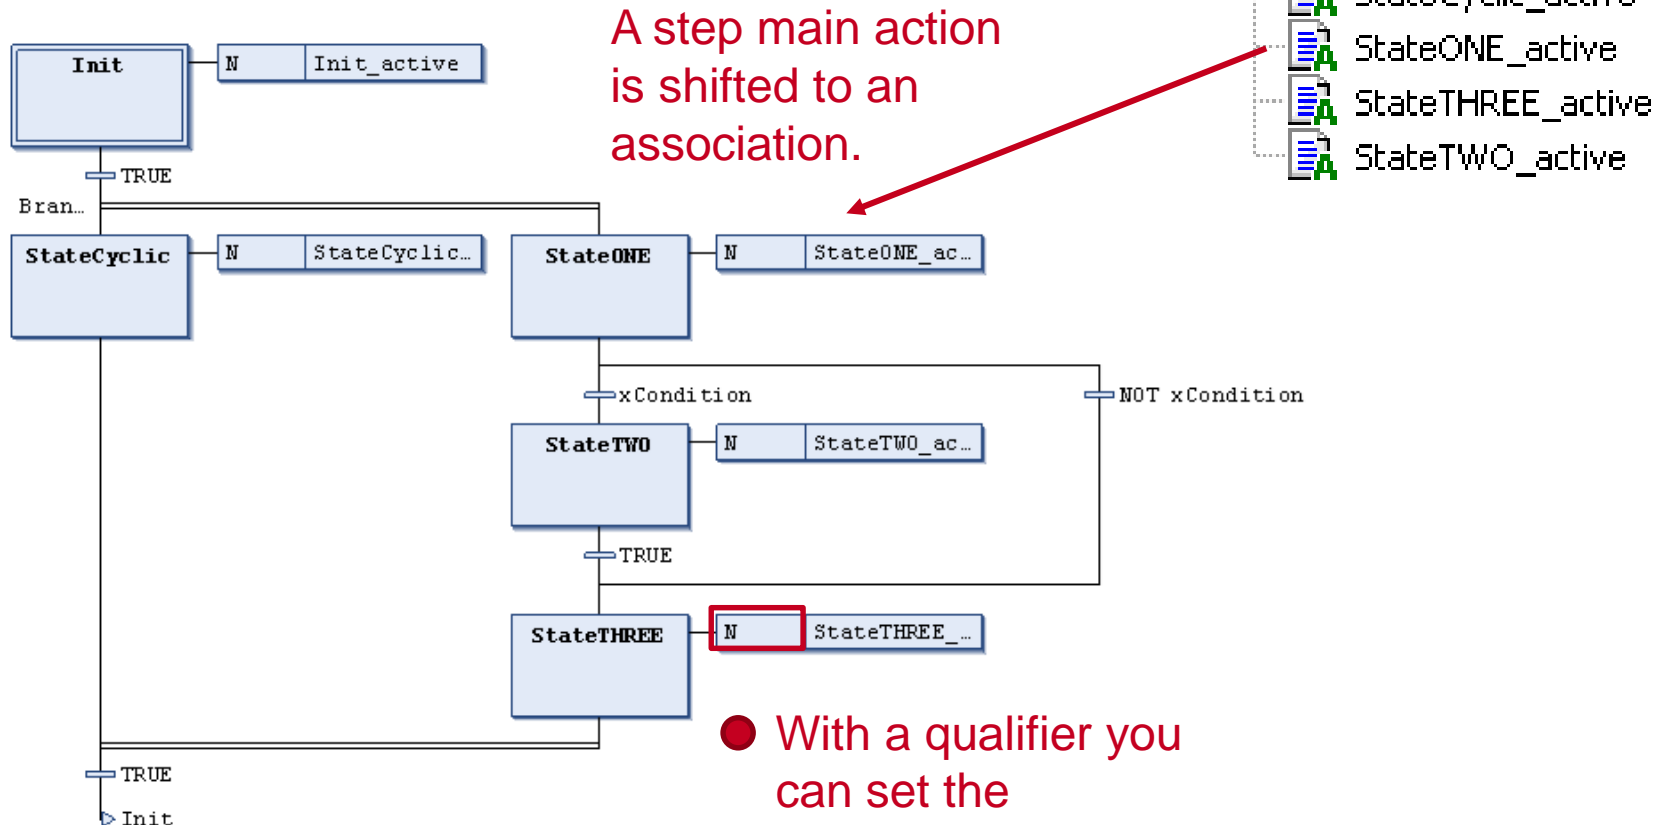 A step main action
is shifted to an
association.
StateCyclic_active
StateONE_active
StateTHREE_active
StateTWO_active
Init
N Init_active
TRUE
Bran…
StateCyclic
N StateCyclic…
StateONE
N StateONE_ac…
xCondition
NOT xCondition
StateTWO
N StateTWO_ac…
TRUE
StateTHREE
N StateTHREE_…
With a qualifier you
can set the
TRUE
Init